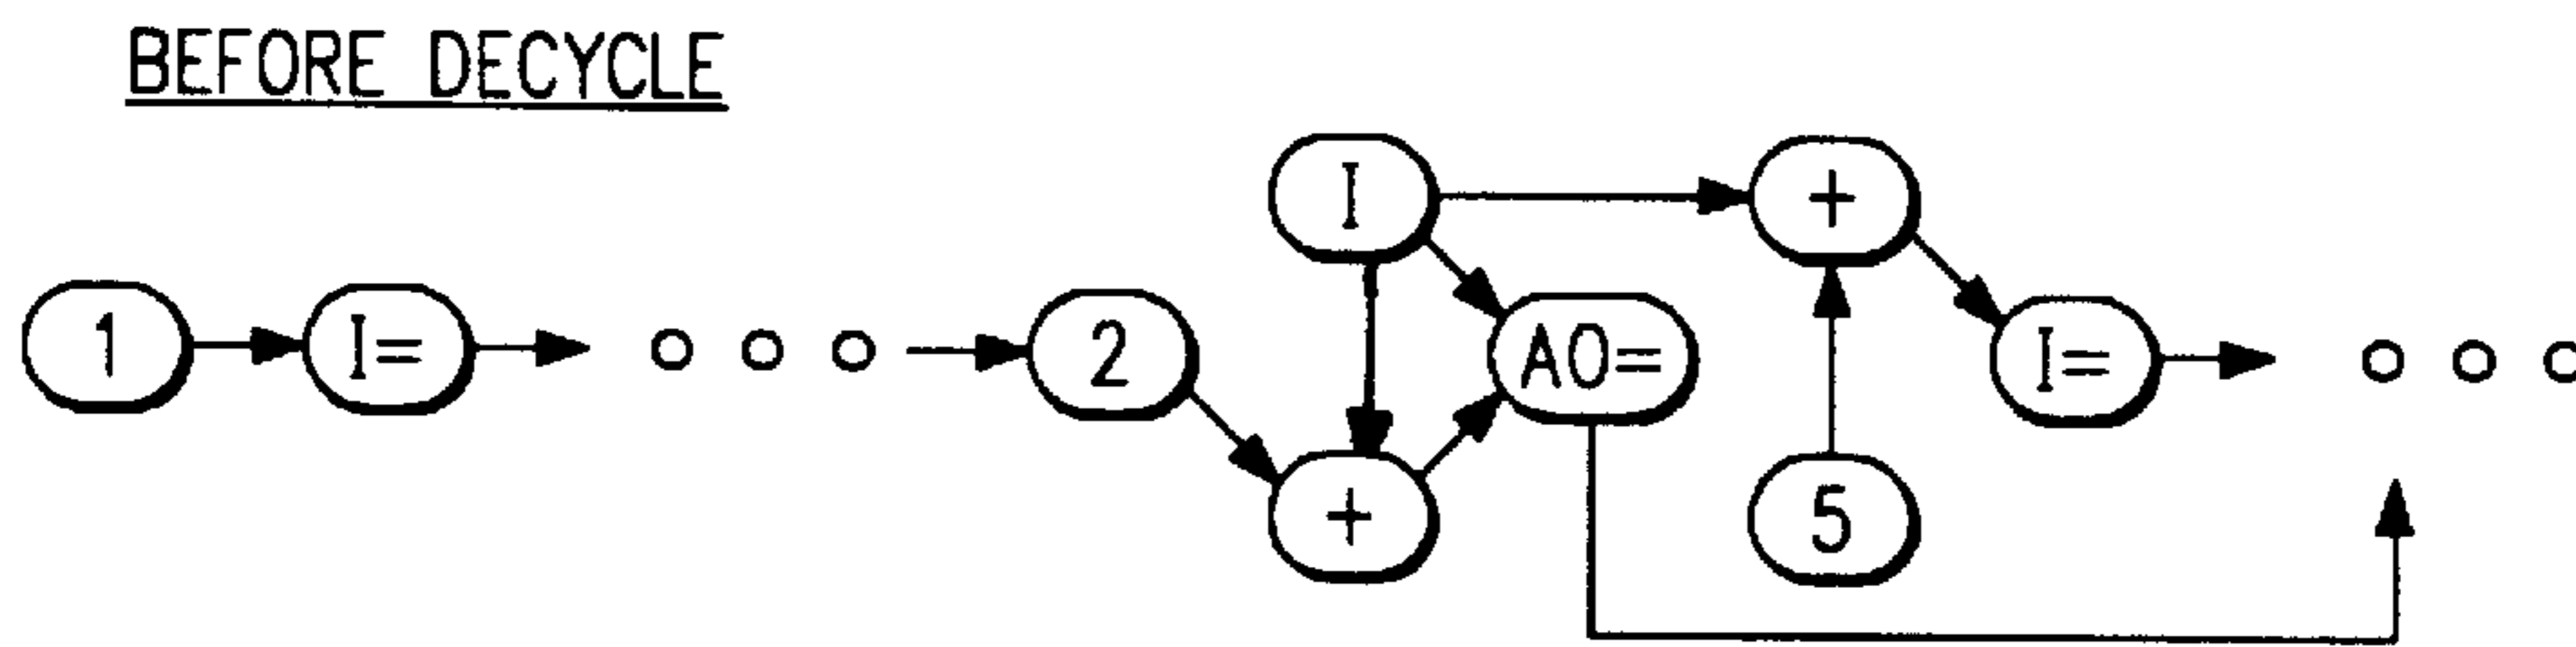 BEFORE DECYCLE
I +
1 I= 2 A0= I=
+ 5